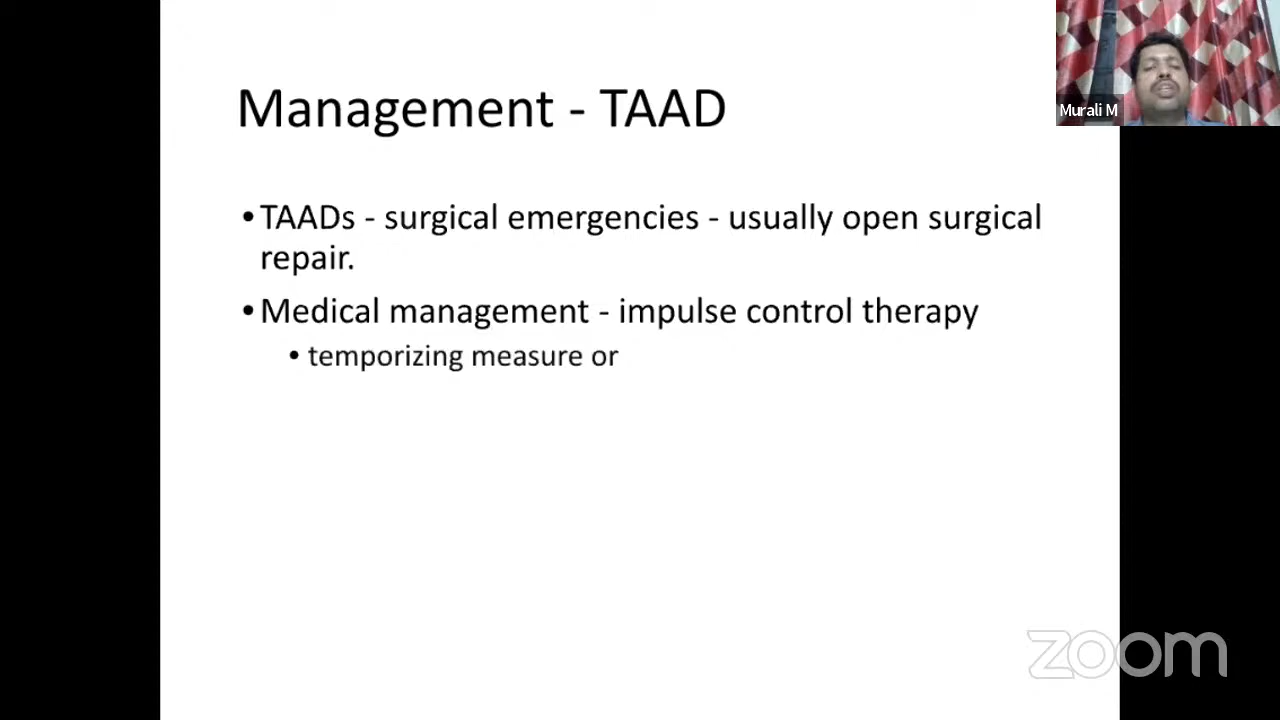 Management - TAAD
•TAADs - surgical emergencies - usually open surgical
repair.
•Medical management - impulse control therapy
• temporizing measure or
Murali M
zoom